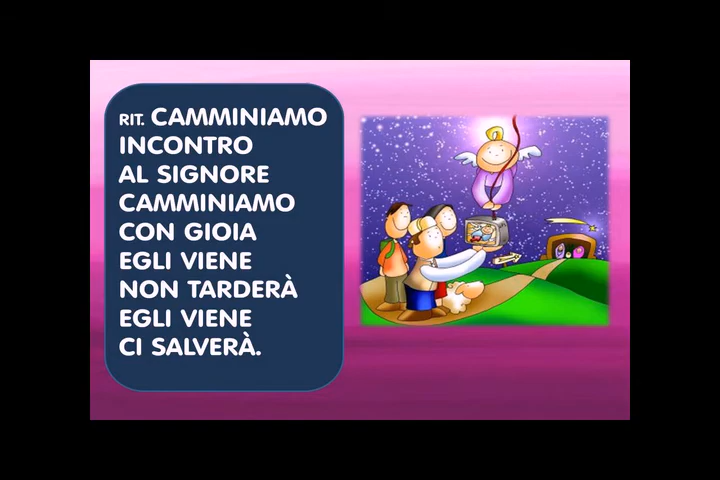 RIT. CAMMINIAMO
INCONTRO
AL SIGNORE
CAMMINIAMO
CON GIOIA
EGLI VIENE
NON TARDERÀ
EGLI VIENE
CI SALVERÀ.